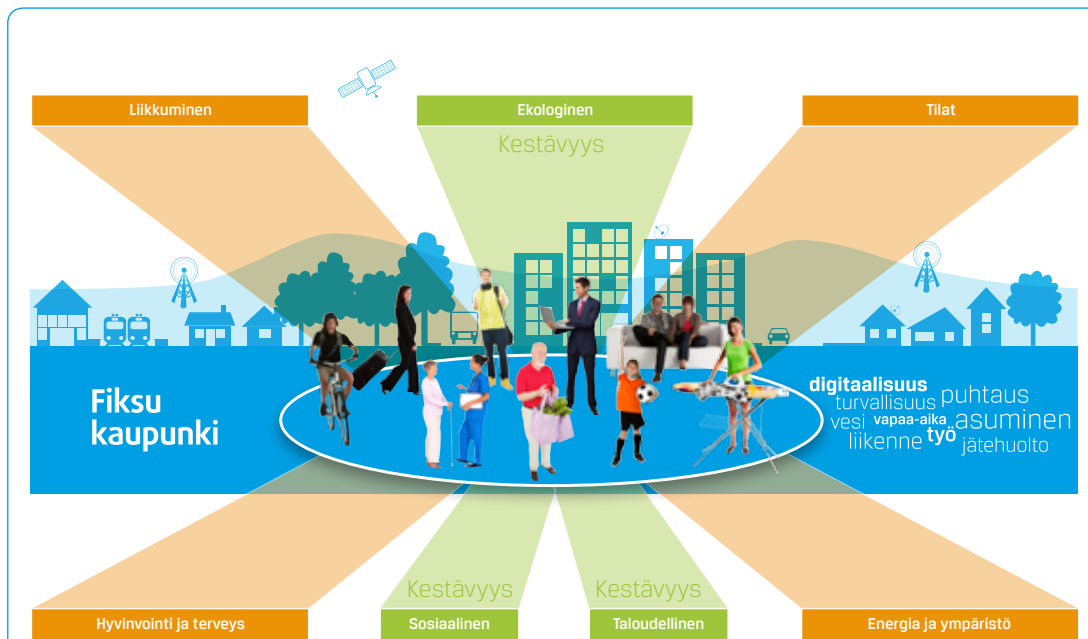 Liikkuminen
Ekologinen
Tilat
Kestävyys
Fiksu
kaupunki
digitaalisuus
puhtaus
turvallisuus
vesi
vapaa-aika
asuminen
liikenne
työ
jätehuolto
Kestävyys
Kestävyys
Hyvinvointi ja terveys
Sosiaalinen
Taloudellinen
Energia ja ympäristö